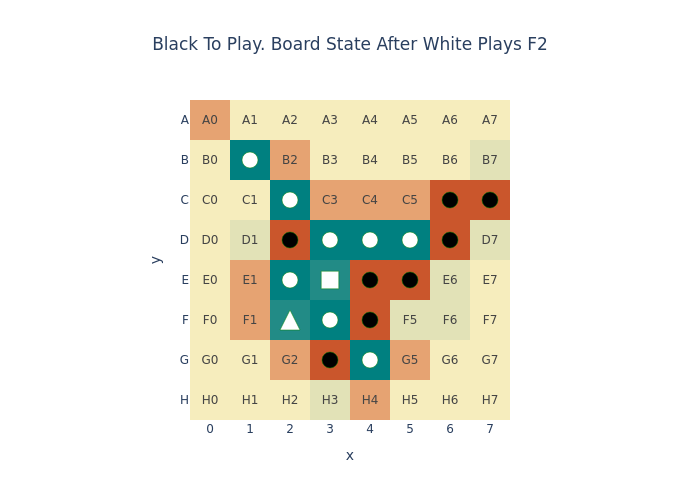 Black To Play. Board State After White Plays F2
A A0 A1 A2 A3 A4 A5 A6 A7
B B0 B2 B3 B4 B5 B6 B7
C C0 C1 C3 C4 C5
D D0 D1 D7
E E0 E1 E6 E7
F F0 F1 F5 F6 F7
G G0 G1 G2 G5 G6 G7
H H0 H1 H2 H3 H4 H5 H6 H7
0 1 2 3 4 5 6 7
x
y